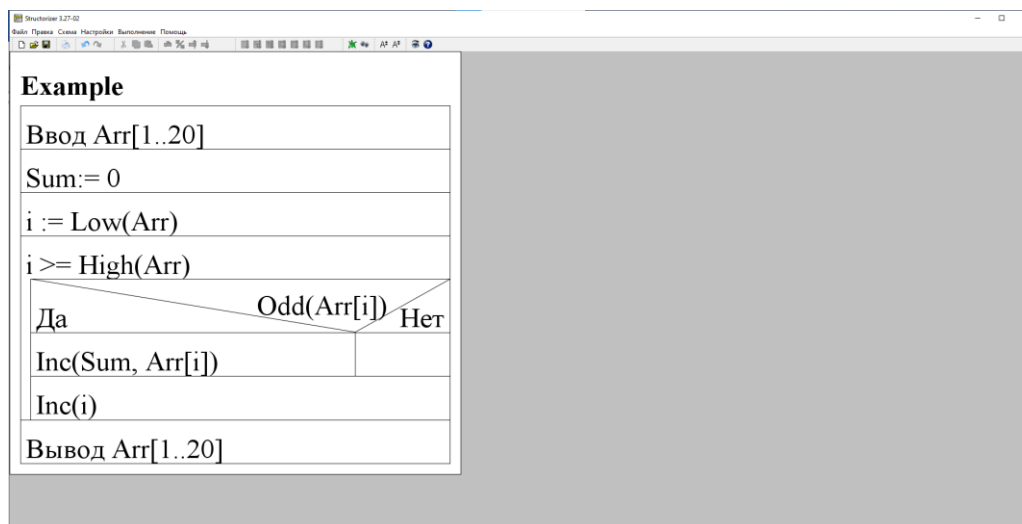 Structorizer 3.27-02
Файл Правка Схема Настройки Выполнение Помощь
Example
Ввод Arr[1..20]
Sum:= 0
i := Low(Arr)
i >= High(Arr)
Odd(Arr[i])
Да Нет
Inc(Sum, Arr[i])
Inc(i)
Вывод Arr[1..20]